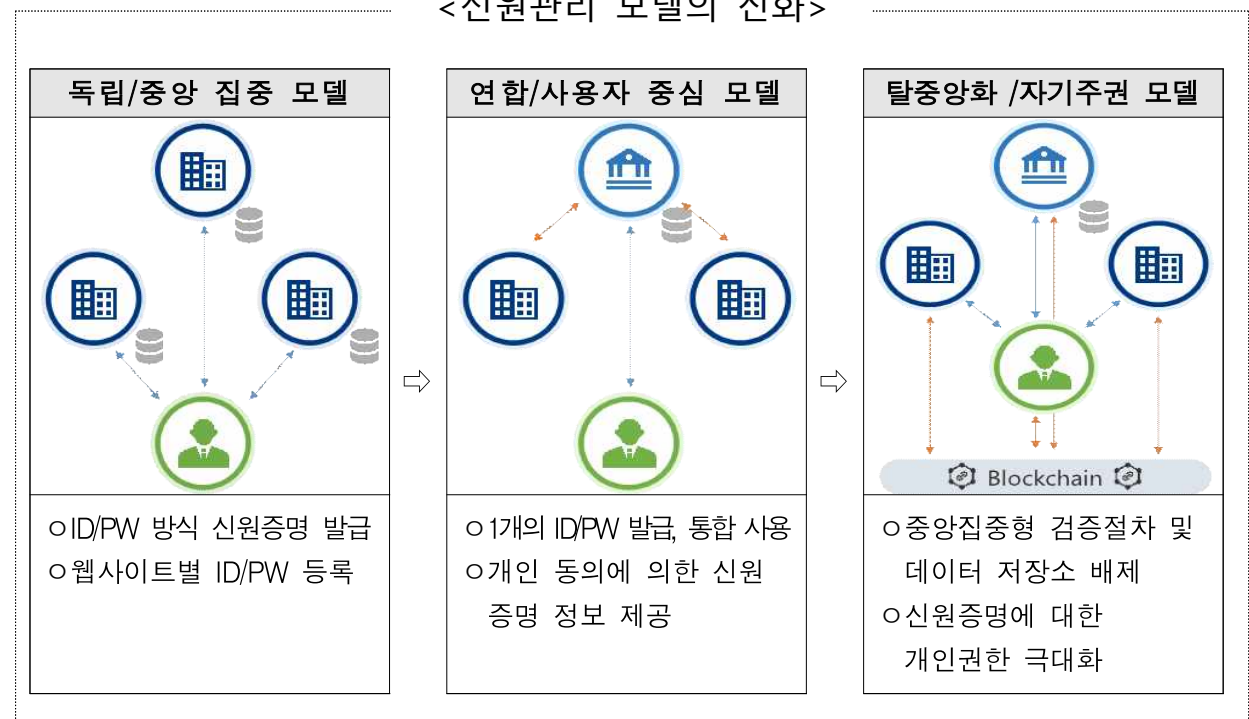 <신원관리 모델의 진화>
독립/중앙 집중 모델
ㅇID/PW 방식 신원증명 발급
ㅇ웹사이트별 ID/PW 등록
연합/사용자 중심 모델
ㅇ1개의 ID/PW 발급, 통합 사용
ㅇ개인 동의에 의한 신원
증명 정보 제공
탈중앙화 /자기주권 모델
Blockchain
ㅇ중앙집중형 검증절차 및
데이터 저장소 배제
ㅇ신원증명에 대한
개인권한 극대화
⇨
⇨